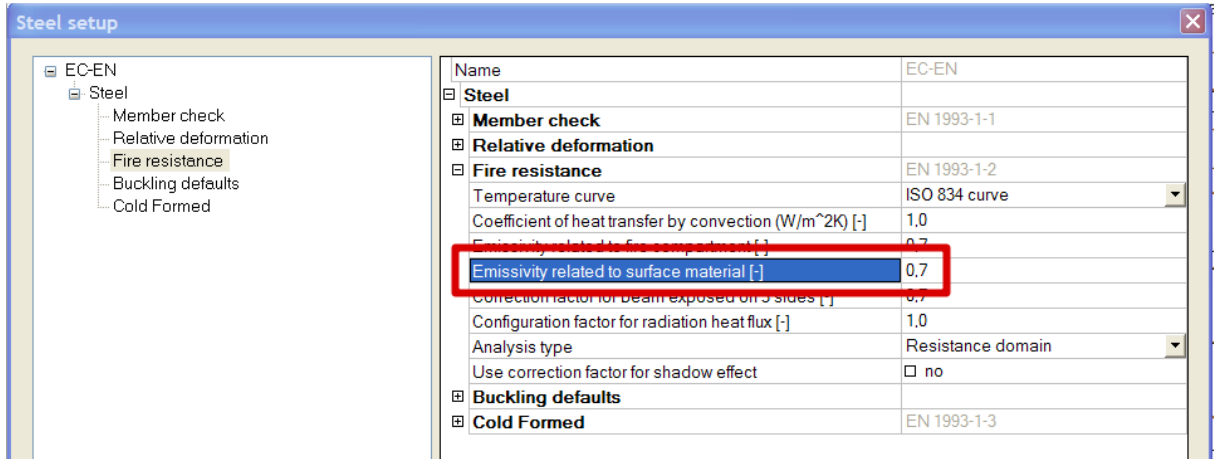 Steel setup
EC-EN
Steel
Member check
Relative deformation
Fire resistance
Buckling defaults
Cold Formed
Name EC-EN
Steel
Member check EN 1993-1-1
Relative deformation
Fire resistance EN 1993-1-2
Temperature curve ISO 834 curve
Coefficient of heat transfer by convection (W/m^2K) [-] 1,0
Emissivity related to fire compartment [-] 0,7
Emissivity related to surface material [-] 0,7
Correction factor for beam exposed on 3 sides [-] 0,7
Configuration factor for radiation heat flux [-] 1,0
Analysis type Resistance domain
Use correction factor for shadow effect no
Buckling defaults
Cold Formed EN 1993-1-3